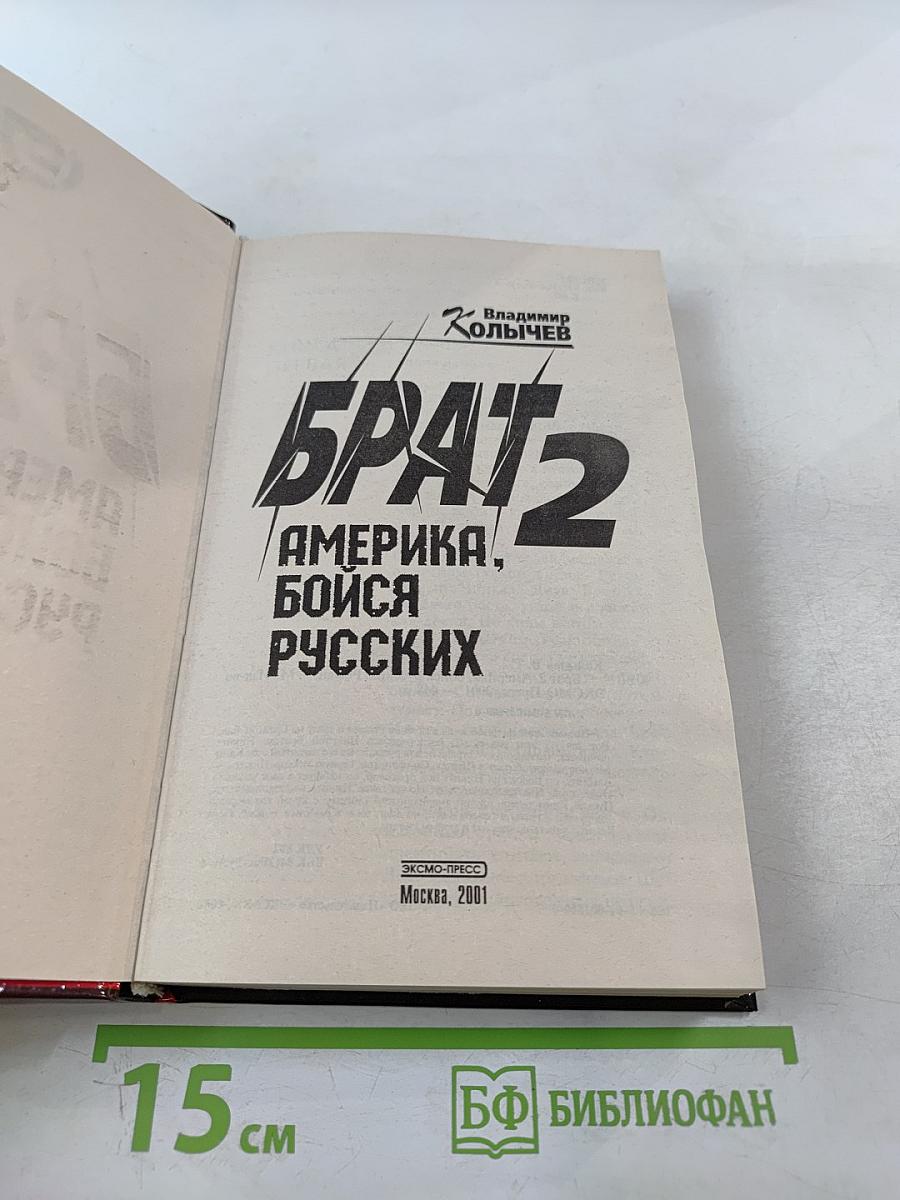 Владимир
Колычев
БРАТ 2
АМЕРИКА,
БОЙСЯ
РУССКИХ
ЭКСМО-ПРЕСС
Москва, 2001
15 см
БФ БИБЛИОФАН